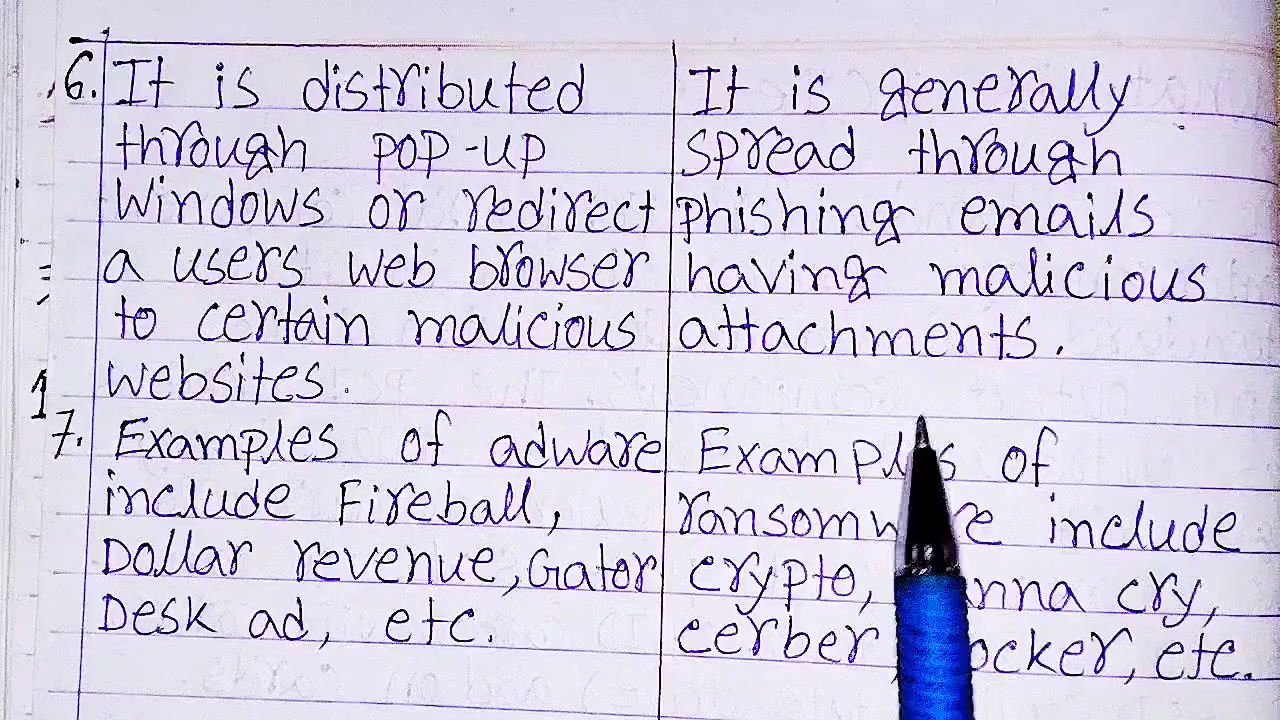 6. It is distributed
through pop-up
Windows or redirect
a users web browser
to certain malicious
websites.
It is generally
spread through
phishing emails
having malicious
attachments.
7. Examples of adware
include Fireball,
Dollar revenue, Gator
Desk ad, etc.
Examples of
include
crypto, cry,
cerber, etc.